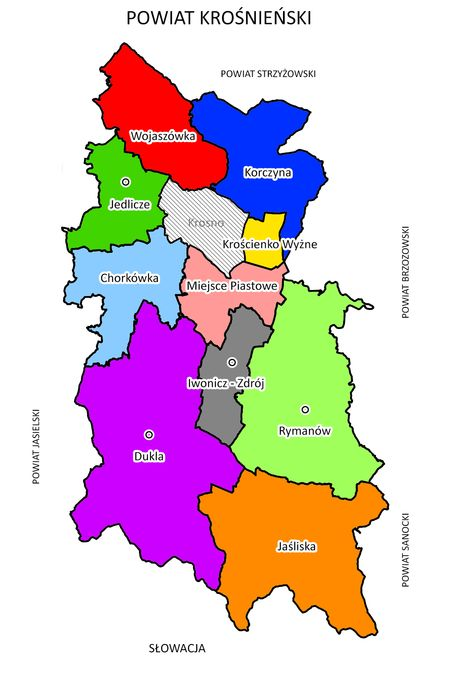 POWIAT KROŚNIEŃSKI
POWIAT STRZYŻOWSKI
Wojaszówka
Korczyna
Jedlicze
Krosno
Krościenko Wyżne
POWIAT BRZOZOWSKI
Chorkówka
Miejsce Piastowe
Iwonicz - Zdrój
Rymanów
POWIAT JASIELSKI
Dukla
Jaśliska
POWIAT SANOCKI
SŁOWACJA